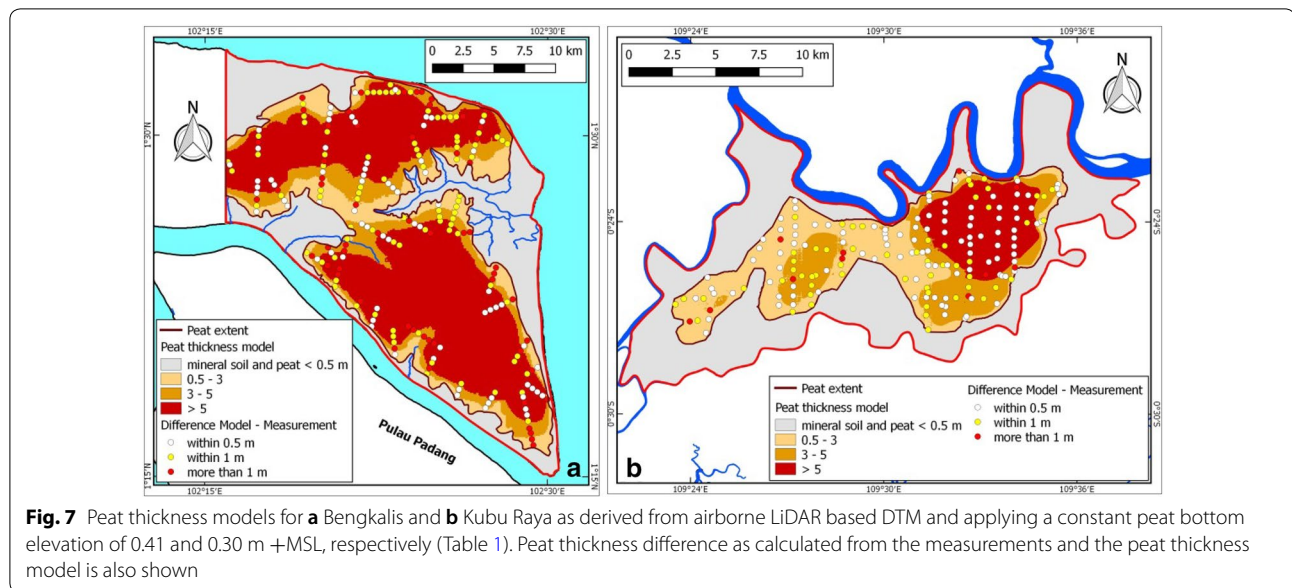 102°15'E
102°30'E
0 2.5 5 7.5 10 km
N
1°30'N
1°30'N
Peat extent
Peat thickness model
mineral soil and peat < 0.5 m
0.5 - 3
3 - 5
> 5
Difference Model - Measurement
within 0.5 m
within 1 m
more than 1 m
Pulau Padang
a
1°15'N
1°15'N
102°15'E
102°30'E
109°24'E
109°30'E
109°36'E
0 2.5 5 7.5 10 km
N
0°24'S
0°24'S
Peat extent
Peat thickness model
mineral soil and peat < 0.5 m
0.5 - 3
3 - 5
> 5
Difference Model - Measurement
within 0.5 m
within 1 m
more than 1 m
0°30'S
0°30'S
b
109°24'E
109°30'E
109°36'E
Fig. 7 Peat thickness models for a Bengkalis and b Kubu Raya as derived from airborne LiDAR based DTM and applying a constant peat bottom
elevation of 0.41 and 0.30 m +MSL, respectively (Table 1). Peat thickness difference as calculated from the measurements and the peat thickness
model is also shown